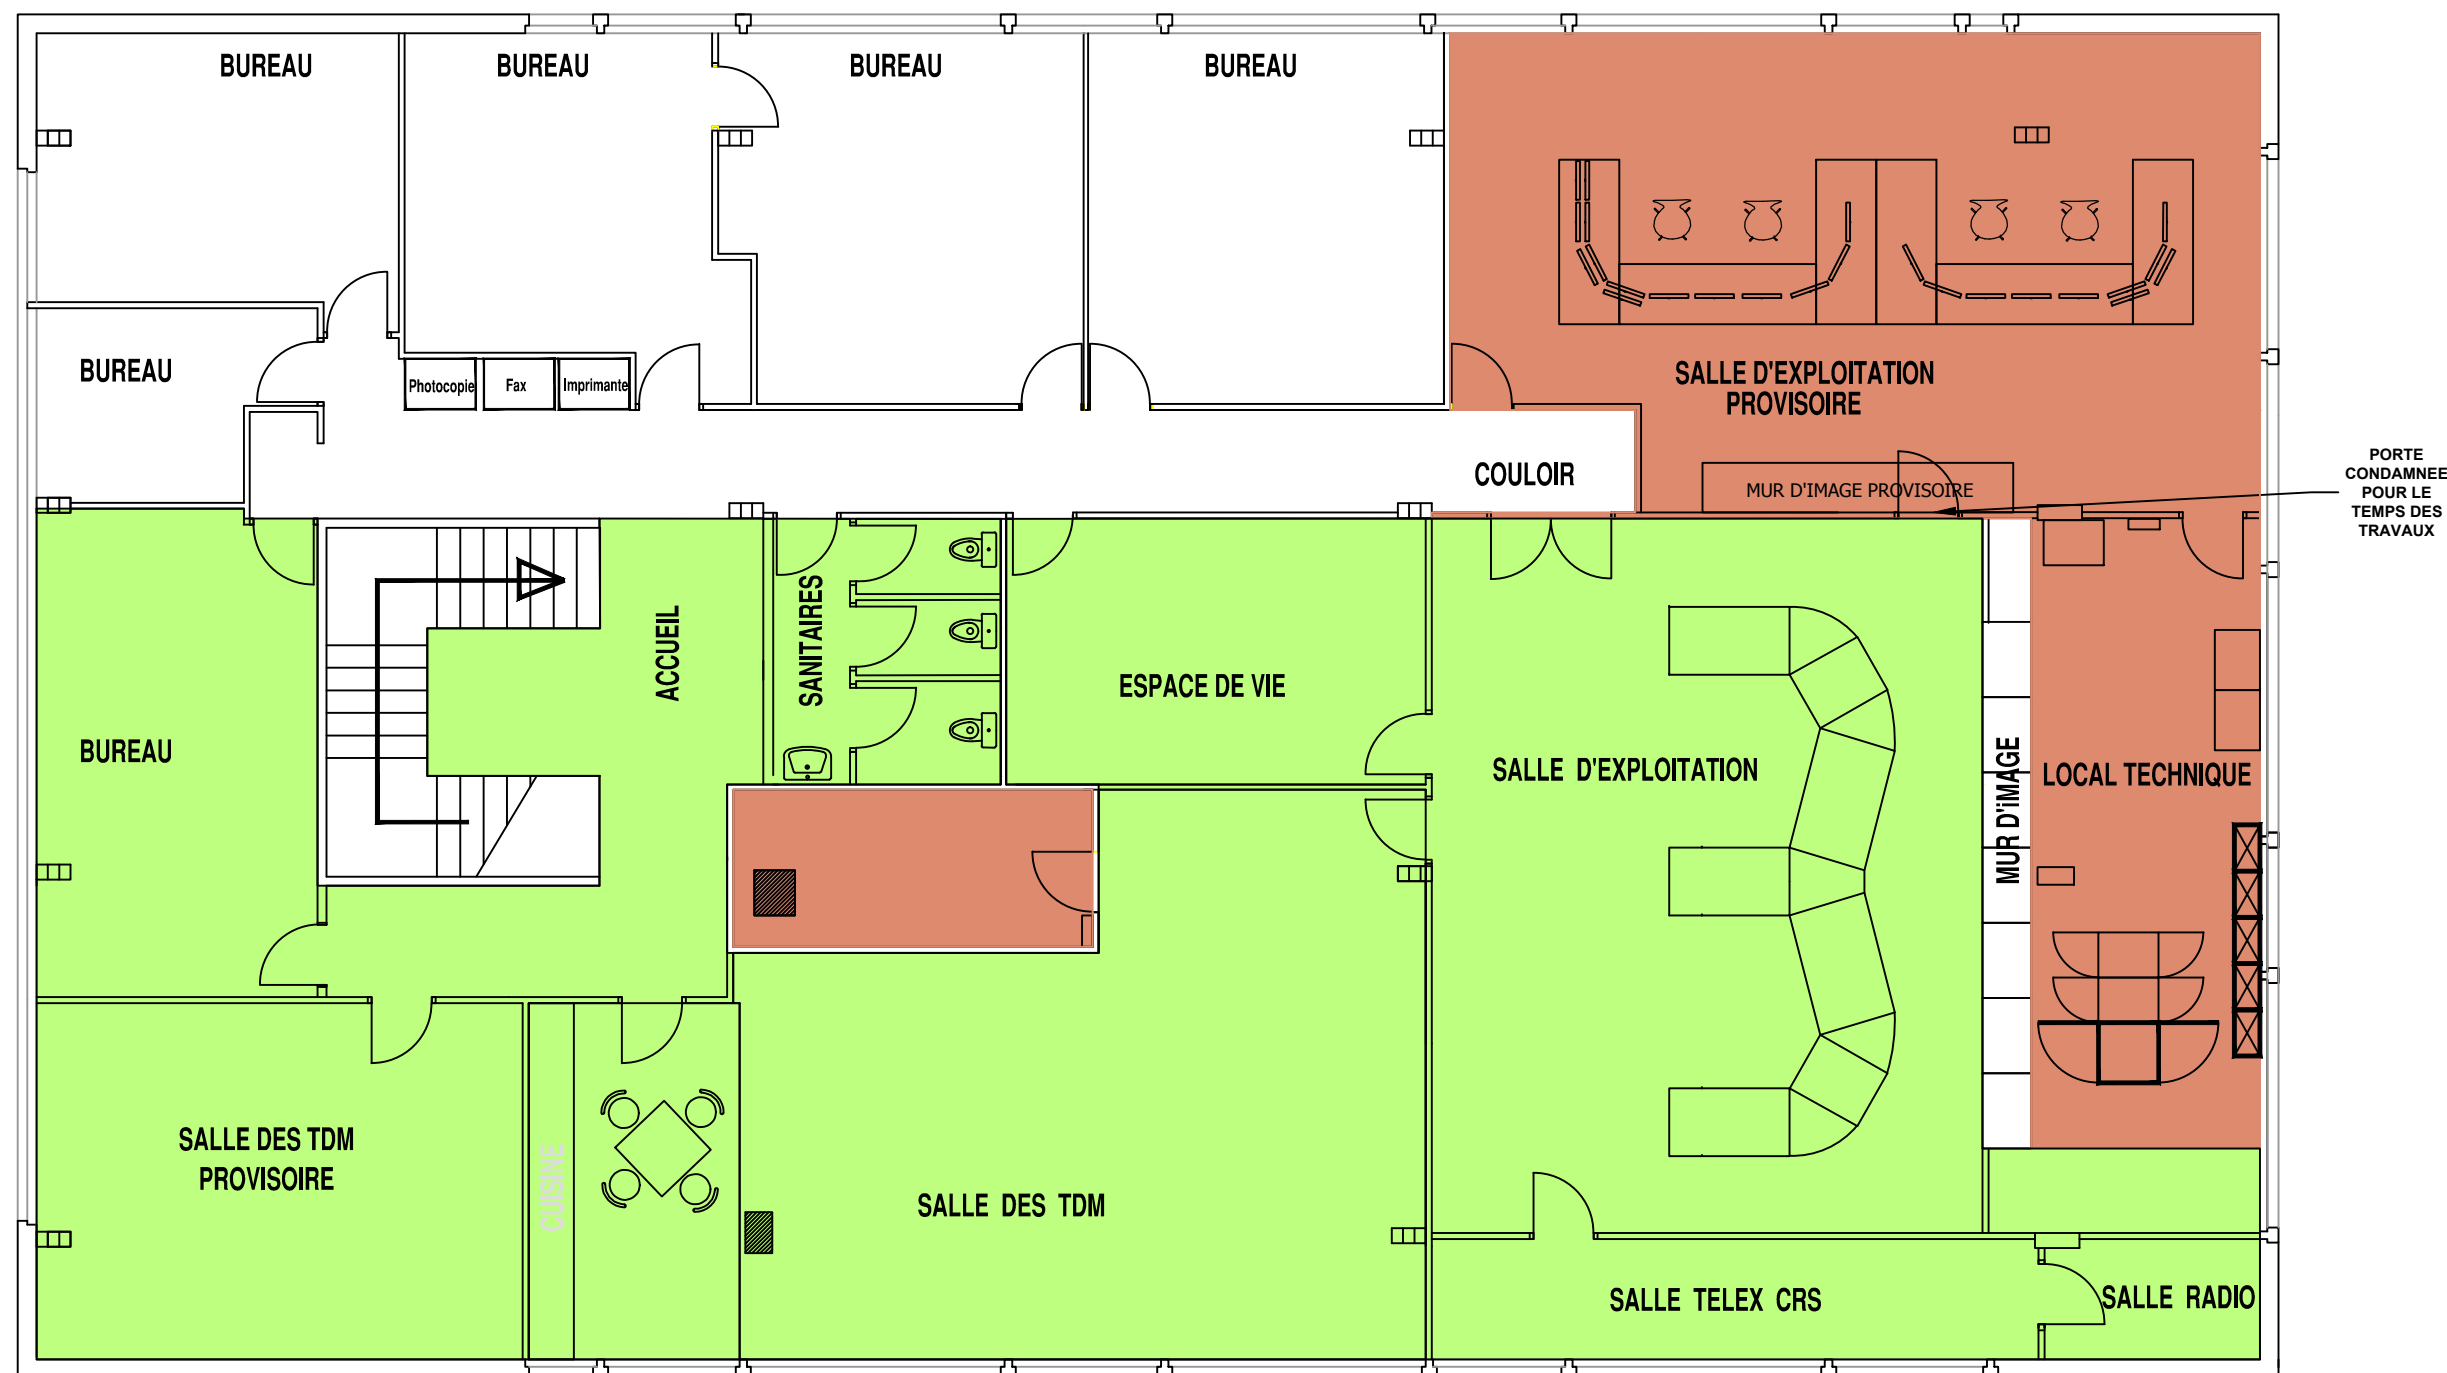 BUREAU
BUREAU
BUREAU
BUREAU
BUREAU
Photocopie
Fax
Imprimante
SALLE D'EXPLOITATION
PROVISOIRE
COULOIR
MUR D'IMAGE PROVISOIRE
PORTE
CONDAMNEE
POUR LE
TEMPS DES
TRAVAUX
BUREAU
ACCUEIL
SANITAIRES
ESPACE DE VIE
SALLE D'EXPLOITATION
MUR D'iMAGE
LOCAL TECHNIQUE
SALLE DES TDM
PROVISOIRE
CUISINE
SALLE DES TDM
SALLE TELEX CRS
SALLE RADIO